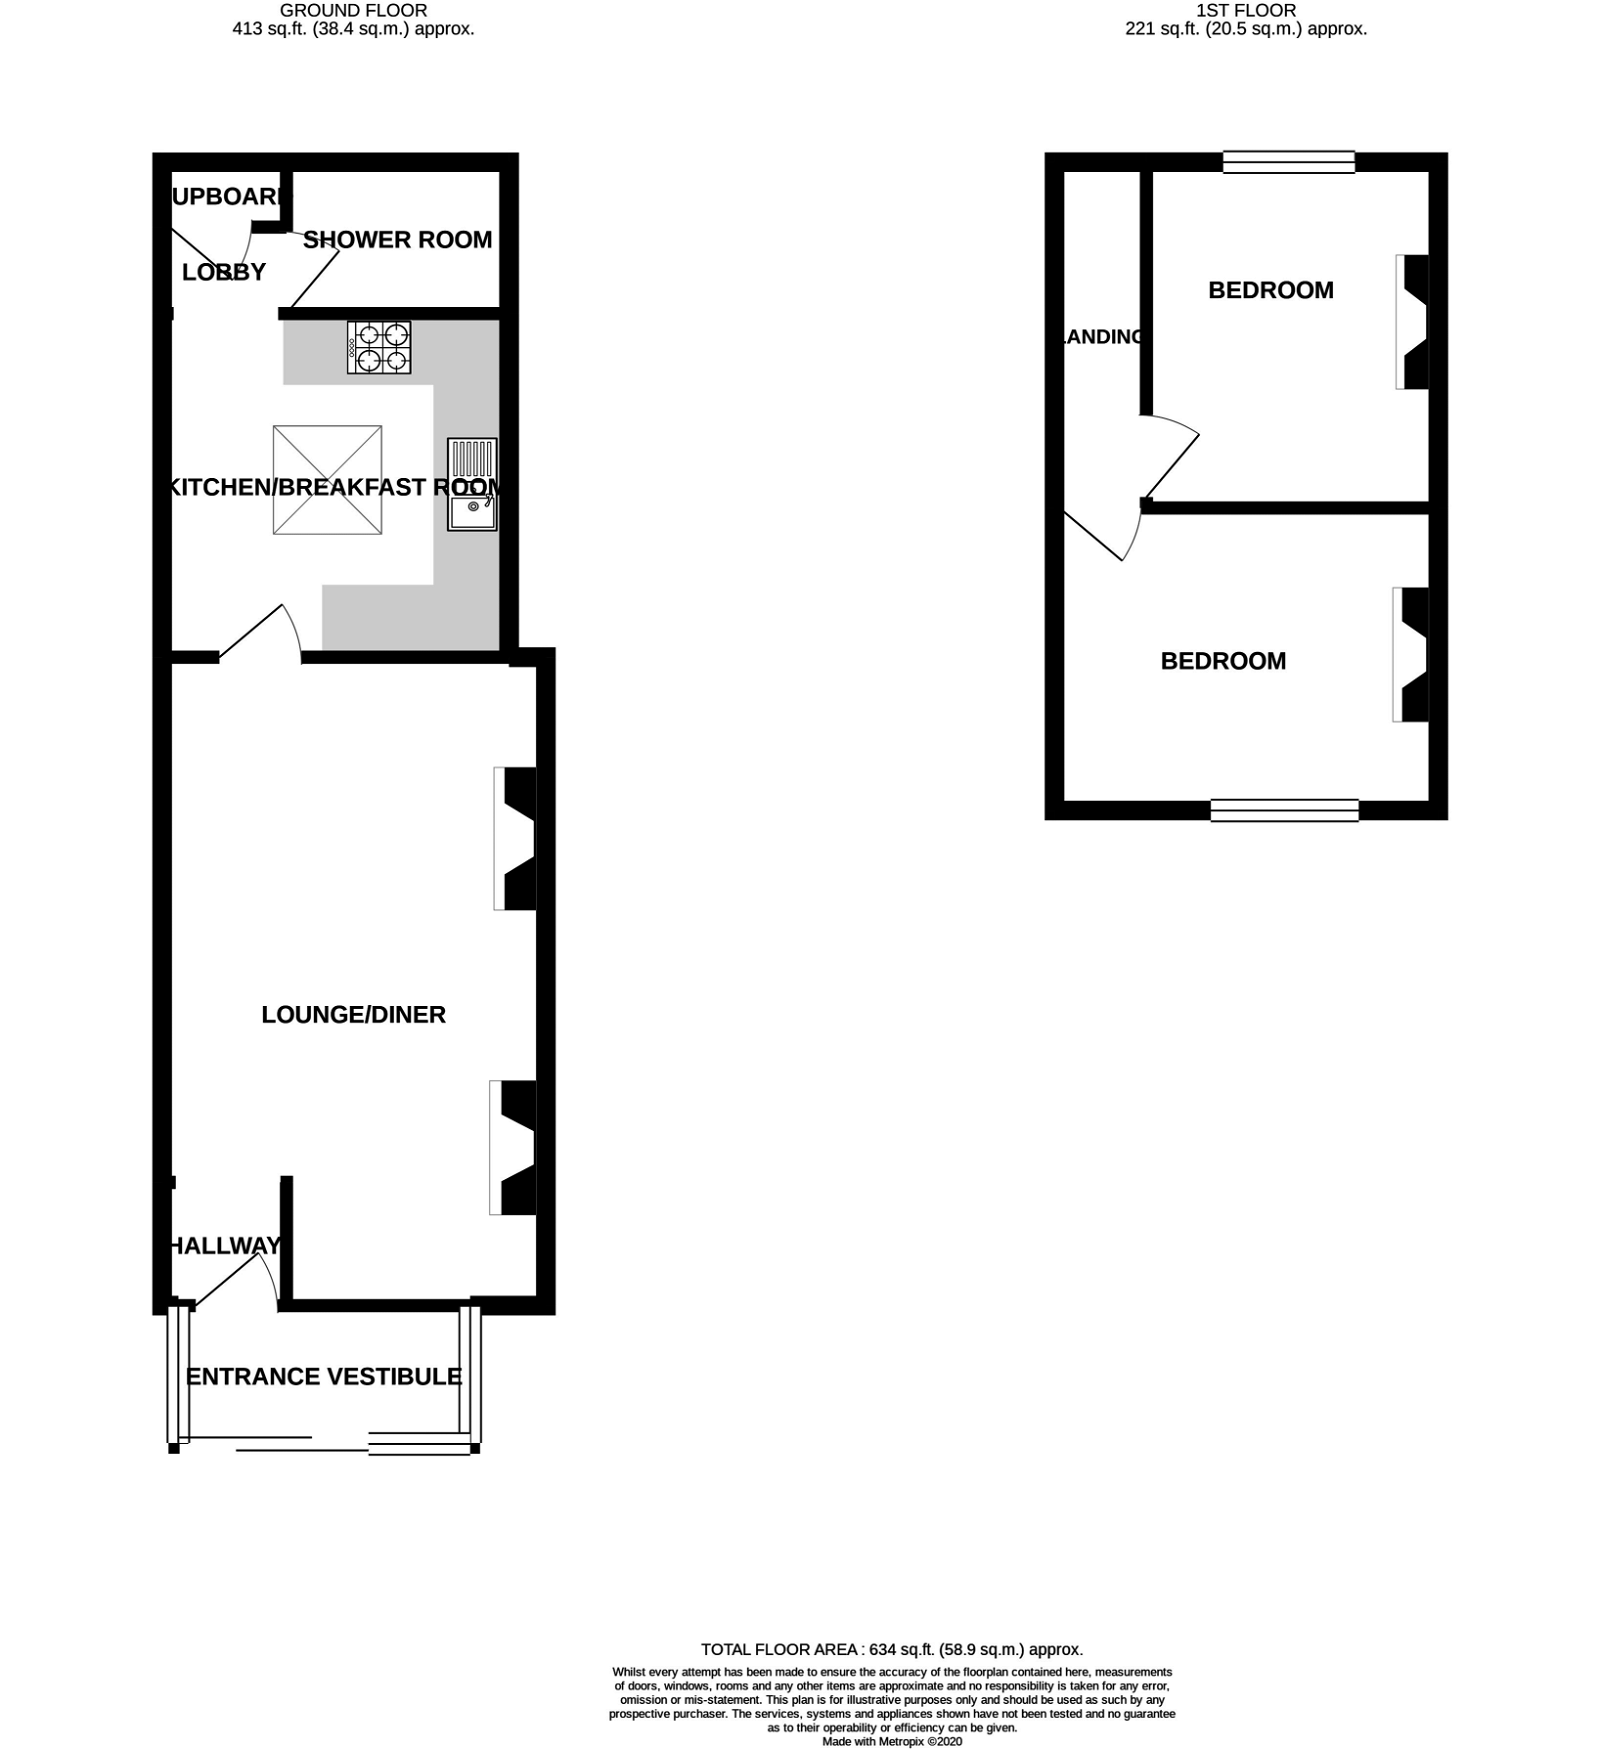 GROUND FLOOR
413 sq.ft. (38.4 sq.m.) approx.
1ST FLOOR
221 sq.ft. (20.5 sq.m.) approx.
UPBOARD
SHOWER ROOM
LOBBY
KITCHEN/BREAKFAST ROOM
LOUNGE/DINER
HALLWAY
ENTRANCE VESTIBULE
BEDROOM
LANDING
BEDROOM
TOTAL FLOOR AREA : 634 sq.ft. (58.9 sq.m.) approx.
Whilst every attempt has been made to ensure the accuracy of the floorplan contained here, measurements
of doors, windows, rooms and any other items are approximate and no responsibility is taken for any error,
omission or mis-statement. This plan is for illustrative purposes only and should be used as such by any
prospective purchaser. The services, systems and appliances shown have not been tested and no guarantee
as to their operability or efficiency can be given.
Made with Metropix ©2020